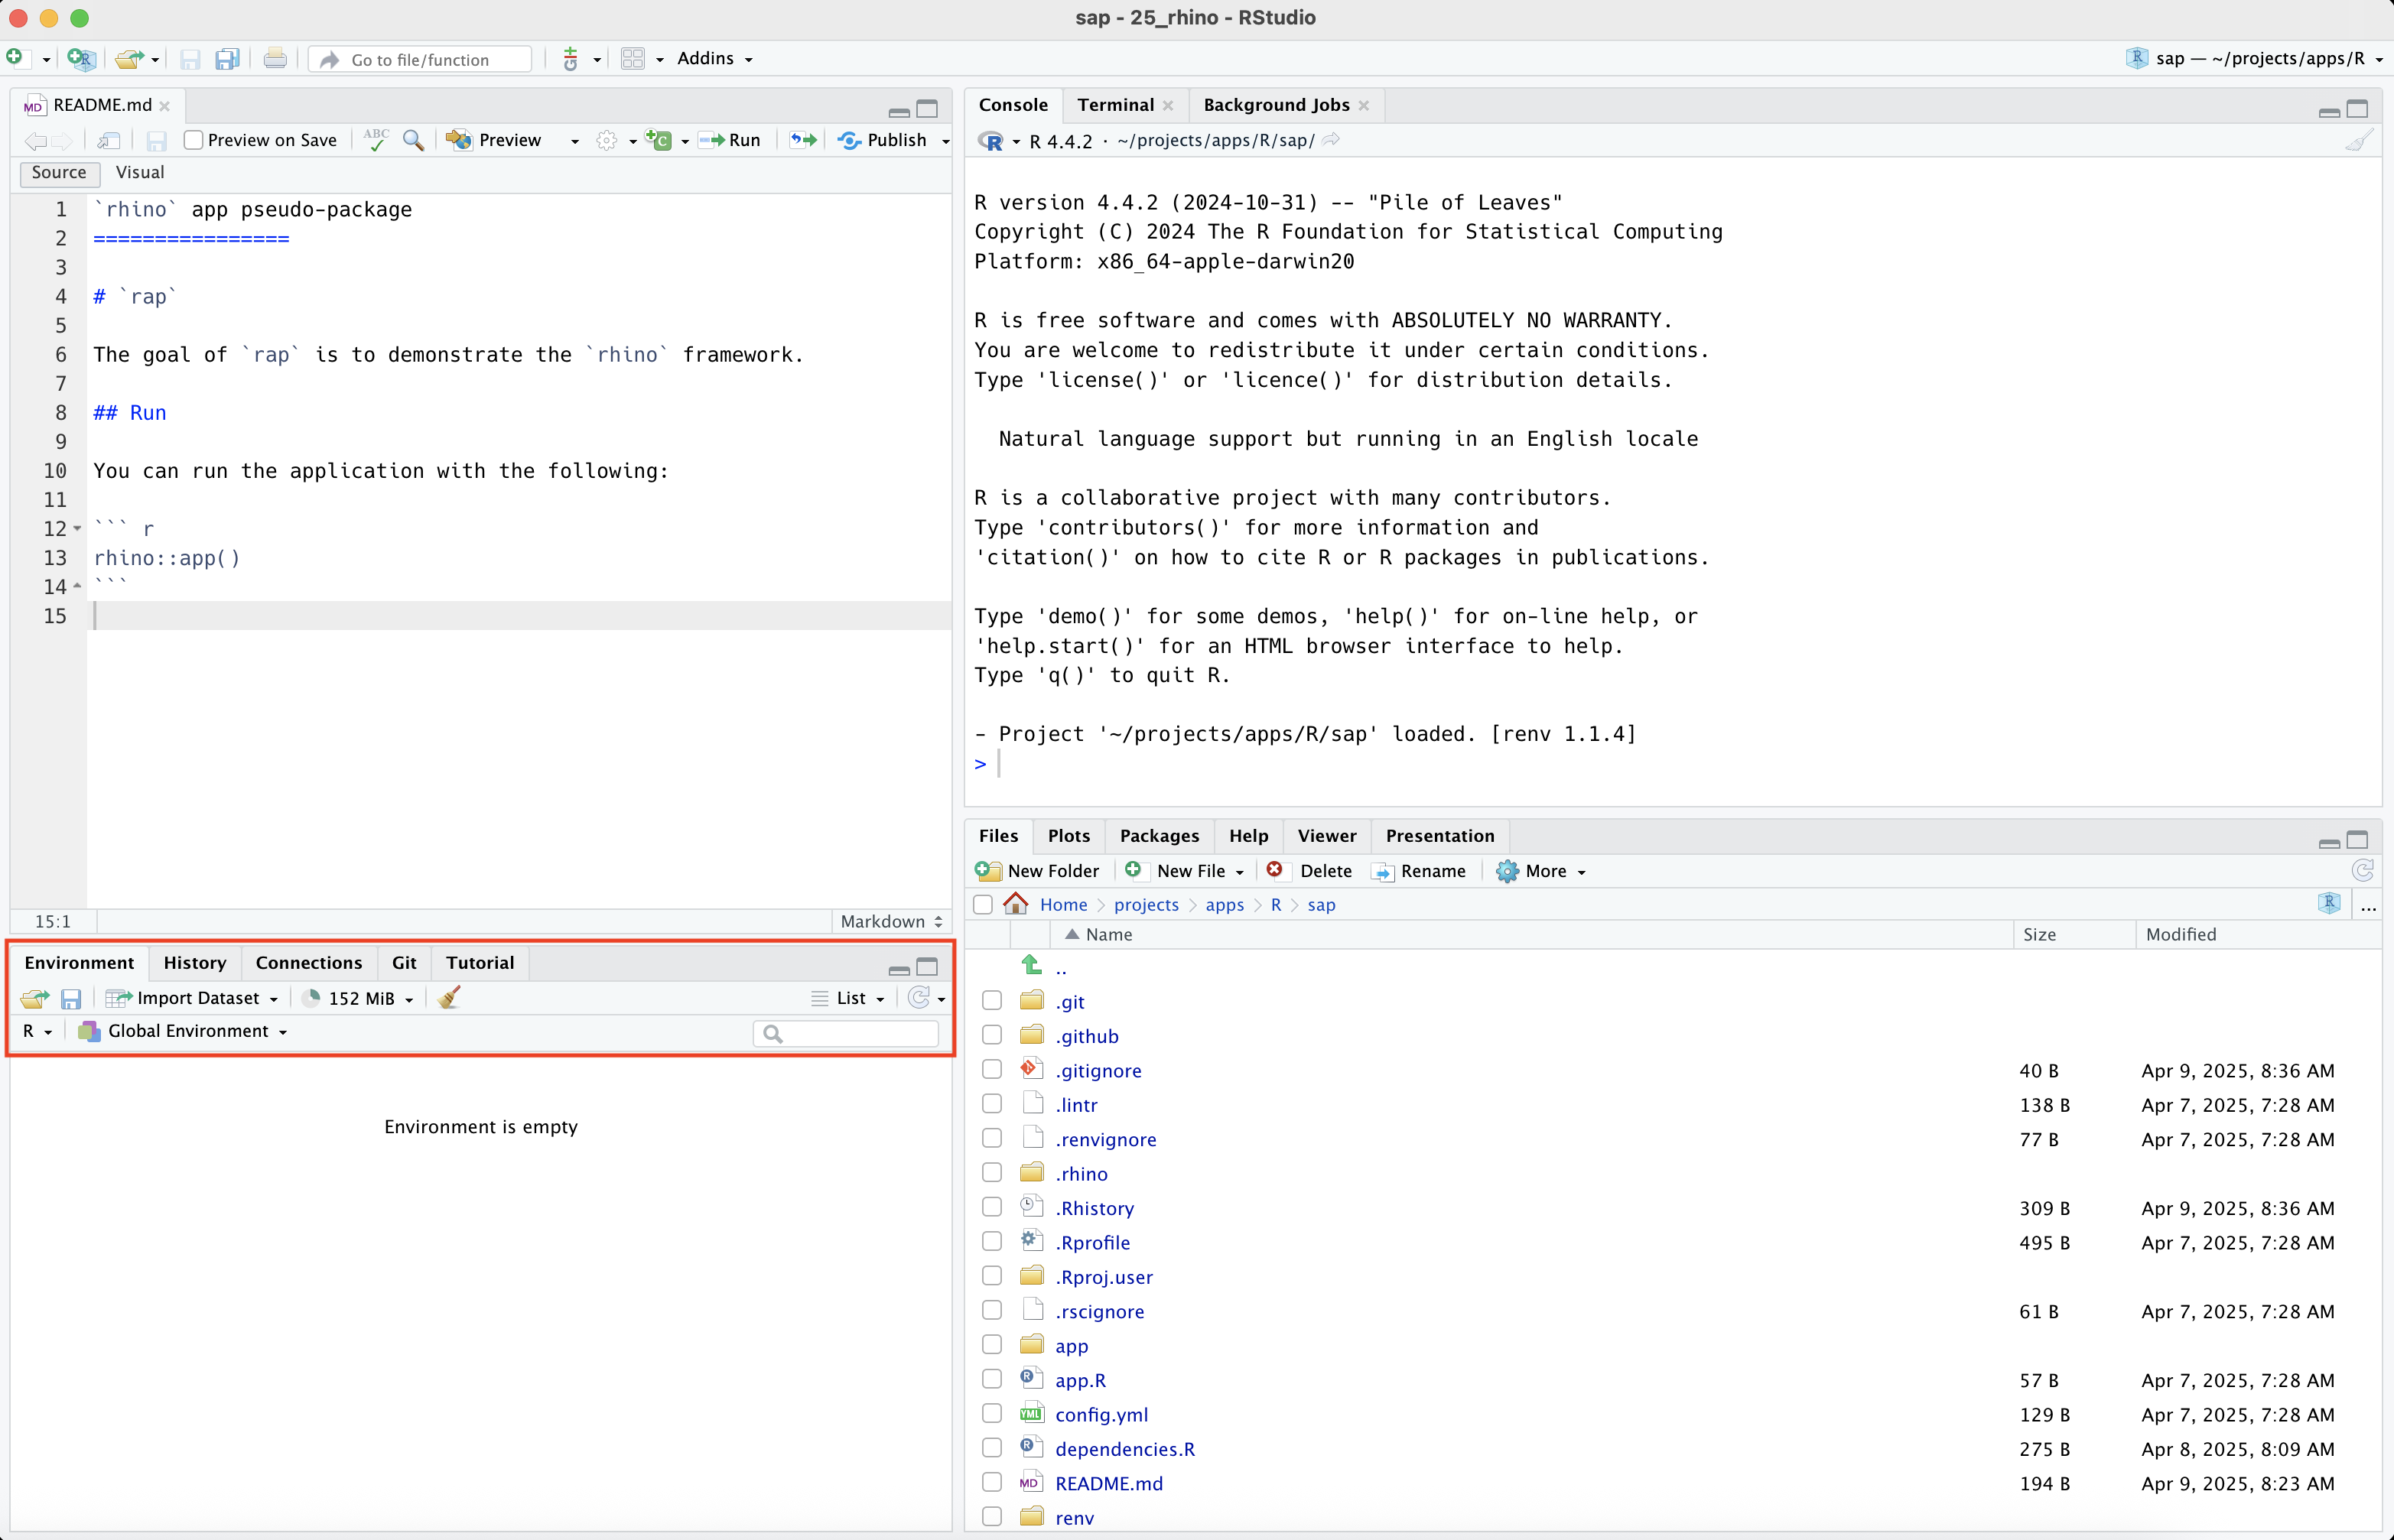 sap - 25_rhino - RStudio
Go to file/function
Addins
sap — ~/projects/apps/R
README.md
Preview on Save
ABC
Preview
Run
Publish
Source
Visual
1 `rhino` app pseudo-package
2 ================
3
4 # `rap`
5
6 The goal of `rap` is to demonstrate the `rhino` framework.
7
8 ## Run
9
10 You can run the application with the following:
11
12 ``` r
13 rhino::app()
14 ```
15
15:1
Markdown
Environment
History
Connections
Git
Tutorial
Import Dataset
152 MiB
List
R
Global Environment
Environment is empty
Console
Terminal
Background Jobs
R 4.4.2 · ~/projects/apps/R/sap/
R version 4.4.2 (2024-10-31) -- "Pile of Leaves"
Copyright (C) 2024 The R Foundation for Statistical Computing
Platform: x86_64-apple-darwin20
R is free software and comes with ABSOLUTELY NO WARRANTY.
You are welcome to redistribute it under certain conditions.
Type 'license()' or 'licence()' for distribution details.
Natural language support but running in an English locale
R is a collaborative project with many contributors.
Type 'contributors()' for more information and
'citation()' on how to cite R or R packages in publications.
Type 'demo()' for some demos, 'help()' for on-line help, or
'help.start()' for an HTML browser interface to help.
Type 'q()' to quit R.
- Project '~/projects/apps/R/sap' loaded. [renv 1.1.4]
>
Files
Plots
Packages
Help
Viewer
Presentation
New Folder
New File
Delete
Rename
More
Home > projects > apps > R > sap
...
Name Size Modified
..
.git
.github
.gitignore 40 B Apr 9, 2025, 8:36 AM
.lintr 138 B Apr 7, 2025, 7:28 AM
.renvignore 77 B Apr 7, 2025, 7:28 AM
.rhino
.Rhistory 309 B Apr 9, 2025, 8:36 AM
.Rprofile 495 B Apr 7, 2025, 7:28 AM
.Rproj.user
.rscignore 61 B Apr 7, 2025, 7:28 AM
app
app.R 57 B Apr 7, 2025, 7:28 AM
config.yml 129 B Apr 7, 2025, 7:28 AM
dependencies.R 275 B Apr 8, 2025, 8:09 AM
README.md 194 B Apr 9, 2025, 8:23 AM
renv